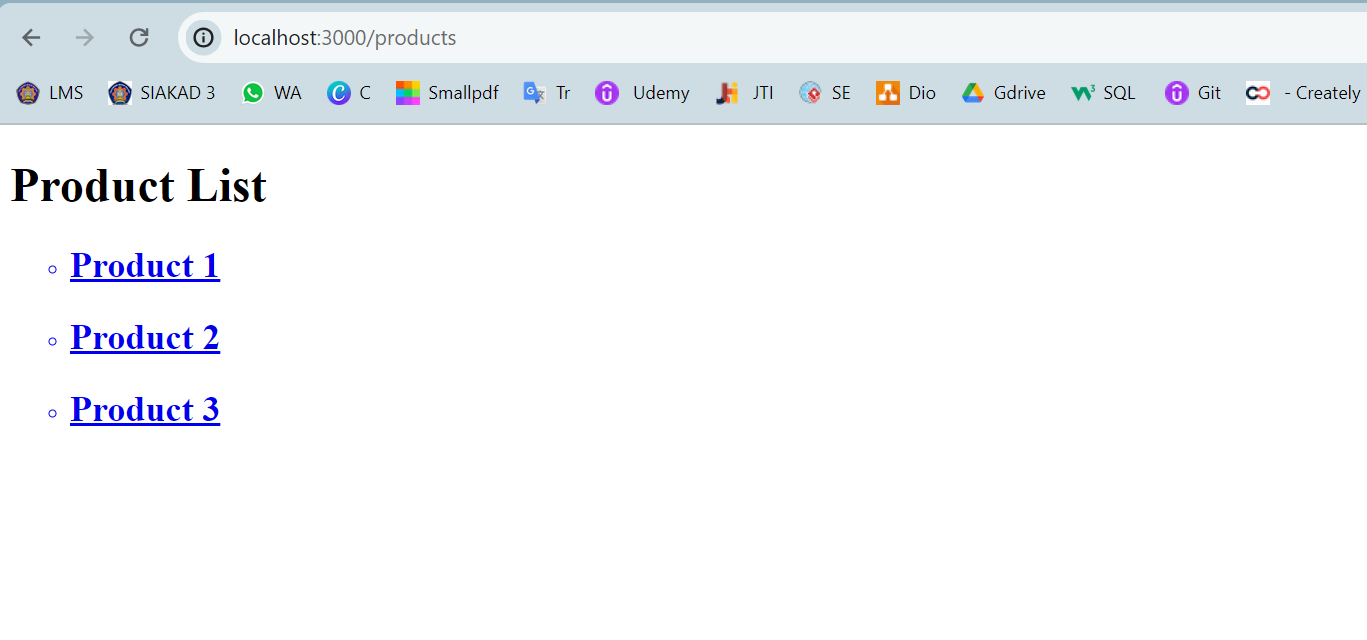 localhost:3000/products
LMS SIAKAD 3 WA C Smallpdf Tr Udemy JTI SE Dio Gdrive SQL Git - Creately
Product List
Product 1
Product 2
Product 3